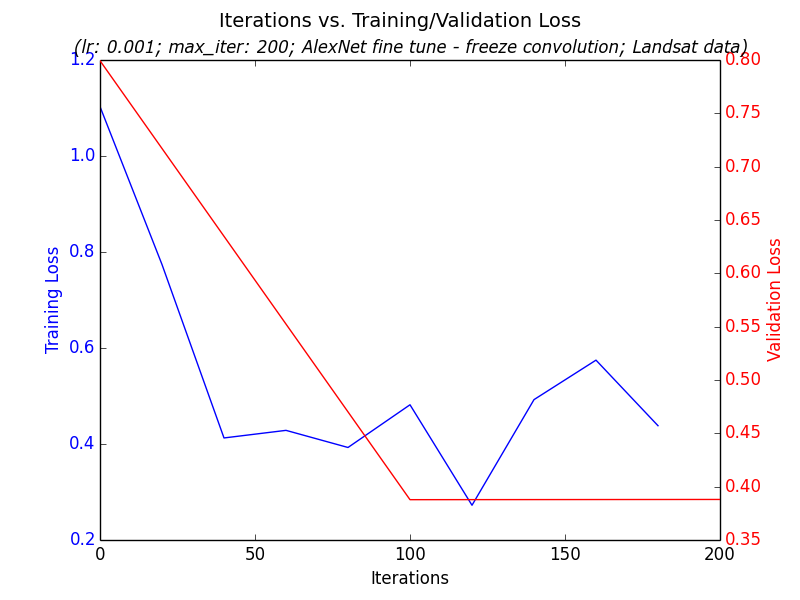 Iterations vs. Training/Validation Loss
(lr: 0.001; max_iter: 200; AlexNet fine tune - freeze convolution; Landsat data)
1.2
1.0
0.8
0.6
0.4
0.2
Training Loss
0.80
0.75
0.70
0.65
0.60
0.55
0.50
0.45
0.40
0.35
Validation Loss
0 50 100 150 200
Iterations